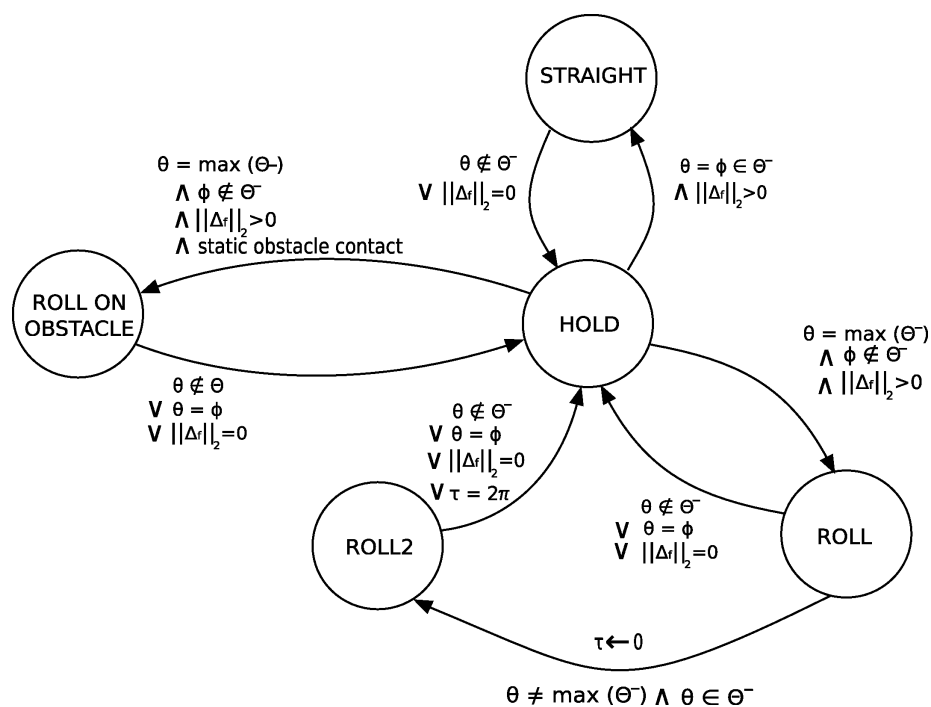 STRAIGHT
θ = max (Θ–)
∧ ϕ ∉ Θ⁻
∧ ||Δf||₂>0
∧ static obstacle contact
θ ∉ Θ⁻
∨ ||Δf||₂=0
θ = ϕ ∈ Θ⁻
∧ ||Δf||₂>0
ROLL ON
OBSTACLE
HOLD
θ = max (Θ⁻)
∧ ϕ ∉ Θ⁻
∧ ||Δf||₂>0
θ ∉ Θ
∨ θ = ϕ
∨ ||Δf||₂=0
θ ∉ Θ⁻
∨ θ = ϕ
∨ ||Δf||₂=0
∨ τ = 2π
θ ∉ Θ⁻
∨ θ = ϕ
∨ ||Δf||₂=0
ROLL2
ROLL
τ← 0
θ ≠ max (Θ⁻) ∧ θ ∈ Θ⁻